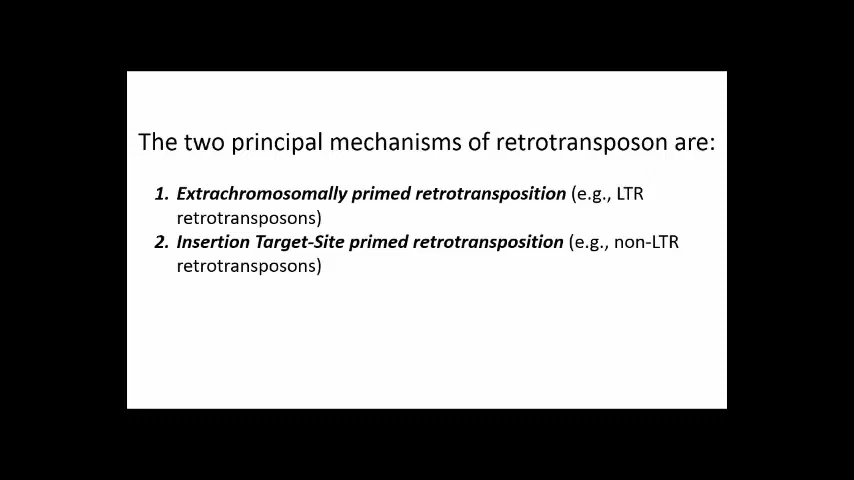 The two principal mechanisms of retrotransposon are:
1. Extrachromosomally primed retrotransposition (e.g., LTR
retrotransposons)
2. Insertion Target-Site primed retrotransposition (e.g., non-LTR
retrotransposons)